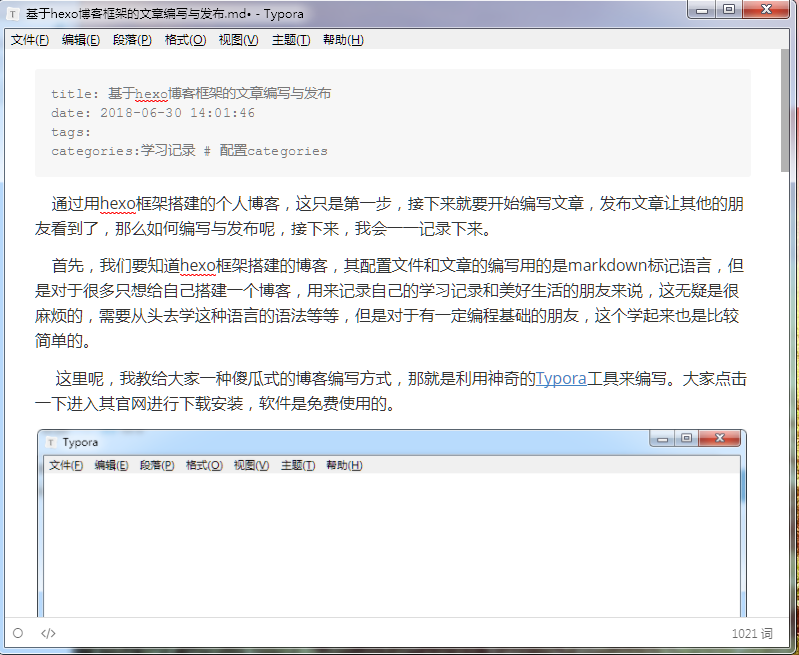 基于hexo博客框架的文章编写与发布.md• - Typora
文件(F) 编辑(E) 段落(P) 格式(O) 视图(V) 主题(T) 帮助(H)
title: 基于hexo博客框架的文章编写与发布
date: 2018-06-30 14:01:46
tags:
categories:学习记录 # 配置categories
通过用hexo框架搭建的个人博客，这只是第一步，接下来就要开始编写文章，发布文章让其他的朋
友看到了，那么如何编写与发布呢，接下来，我会一一记录下来。
首先，我们要知道hexo框架搭建的博客，其配置文件和文章的编写用的是markdown标记语言，但
是对于很多只想给自己搭建一个博客，用来记录自己的学习记录和美好生活的朋友来说，这无疑是很
麻烦的，需要从头去学这种语言的语法等等，但是对于有一定编程基础的朋友，这个学起来也是比较
简单的。
这里呢，我教给大家一种傻瓜式的博客编写方式，那就是利用神奇的Typora工具来编写。大家点击
一下进入其官网进行下载安装，软件是免费使用的。
Typora
文件(F) 编辑(E) 段落(P) 格式(O) 视图(V) 主题(T) 帮助(H)
</> 1021 词